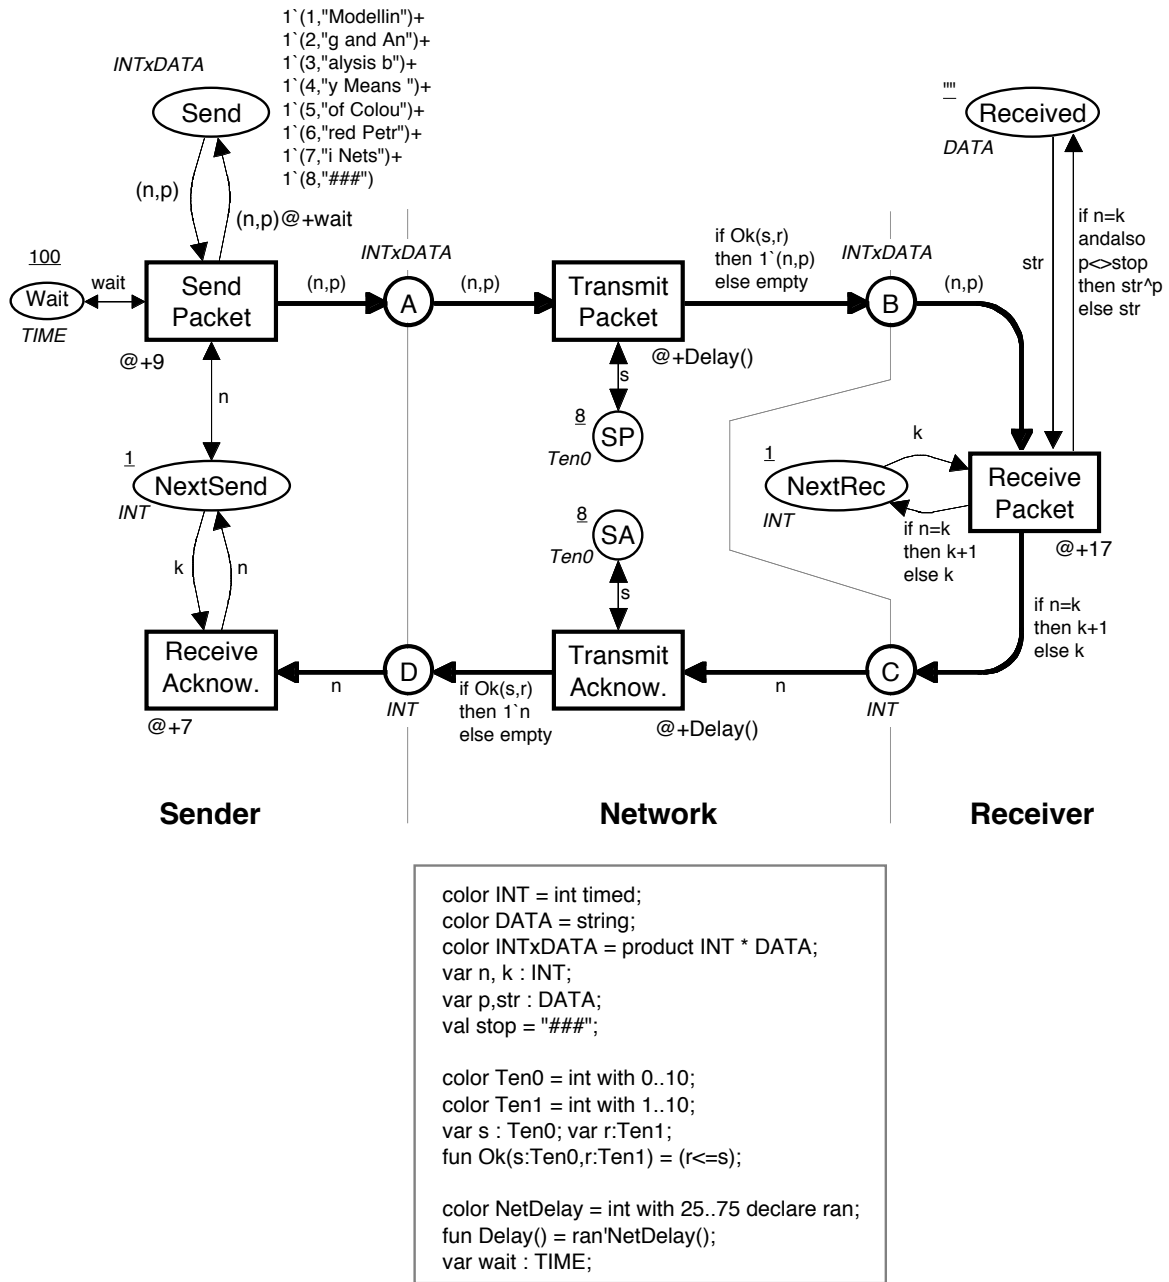 1`(1,"Modellin")+
1`(2,"g and An")+
1`(3,"alysis b")+
1`(4,"y Means ")+
1`(5,"of Colou")+
1`(6,"red Petr")+
1`(7,"i Nets")+
1`(8,"###")
INTxDATA
Send
(n,p)
(n,p)@+wait
100
Wait
TIME
wait
Send
Packet
@+9
(n,p)
INTxDATA
A
(n,p)
Transmit
Packet
@+Delay()
if Ok(s,r)
then 1`(n,p)
else empty
INTxDATA
B
(n,p)
""
Received
DATA
str
if n=k
andalso
p<>stop
then str^p
else str
n
s
8
SP
Ten0
1
NextSend
INT
8
SA
Ten0
s
1
NextRec
INT
k
if n=k
then k+1
else k
Receive
Packet
@+17
k
n
Receive
Acknow.
@+7
n
D
INT
if Ok(s,r)
then 1`n
else empty
Transmit
Acknow.
@+Delay()
n
C
INT
if n=k
then k+1
else k
Sender
Network
Receiver
color INT = int timed;
color DATA = string;
color INTxDATA = product INT * DATA;
var n, k : INT;
var p,str : DATA;
val stop = "###";
color Ten0 = int with 0..10;
color Ten1 = int with 1..10;
var s : Ten0; var r:Ten1;
fun Ok(s:Ten0,r:Ten1) = (r<=s);
color NetDelay = int with 25..75 declare ran;
fun Delay() = ran'NetDelay();
var wait : TIME;